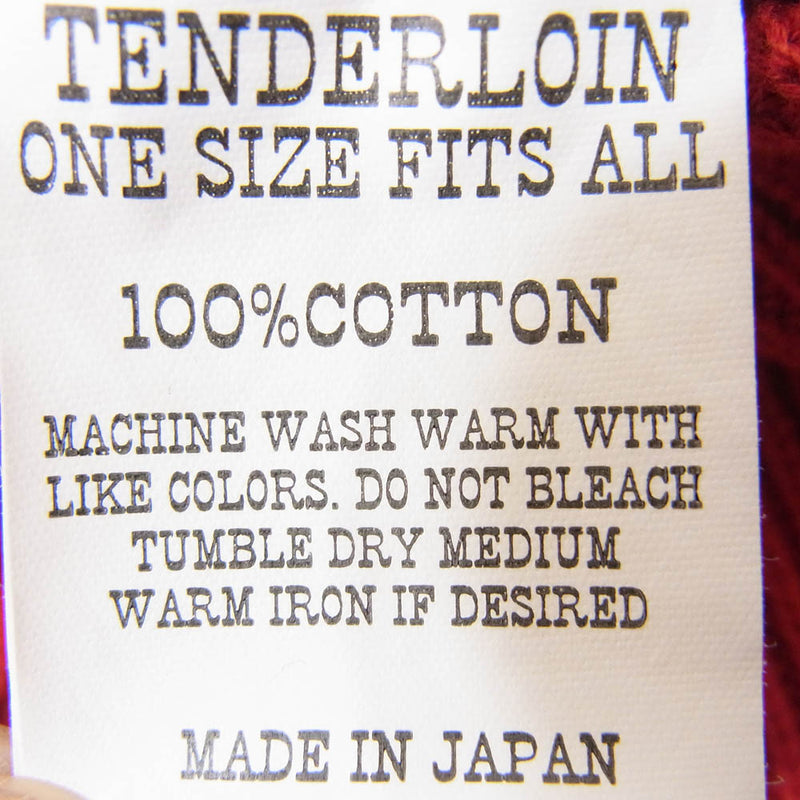 TENDERLOIN
ONE SIZE FITS ALL
100%COTTON
MACHINE WASH WARM WITH
LIKE COLORS. DO NOT BLEACH
TUMBLE DRY MEDIUM
WARM IRON IF DESIRED
MADE IN JAPAN